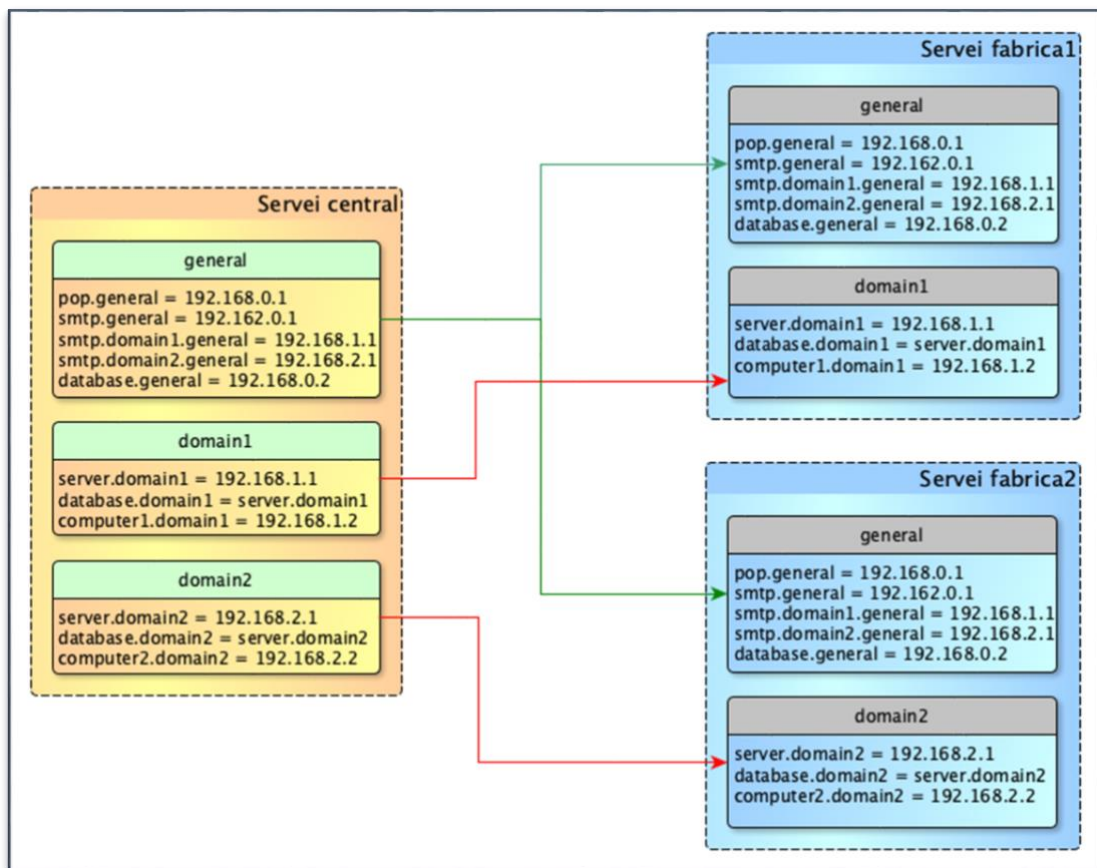 Servei central
general
pop.general = 192.168.0.1
smtp.general = 192.162.0.1
smtp.domain1.general = 192.168.1.1
smtp.domain2.general = 192.168.2.1
database.general = 192.168.0.2
domain1
server.domain1 = 192.168.1.1
database.domain1 = server.domain1
computer1.domain1 = 192.168.1.2
domain2
server.domain2 = 192.168.2.1
database.domain2 = server.domain2
computer2.domain2 = 192.168.2.2
Servei fabrica1
general
pop.general = 192.168.0.1
smtp.general = 192.162.0.1
smtp.domain1.general = 192.168.1.1
smtp.domain2.general = 192.168.2.1
database.general = 192.168.0.2
domain1
server.domain1 = 192.168.1.1
database.domain1 = server.domain1
computer1.domain1 = 192.168.1.2
Servei fabrica2
general
pop.general = 192.168.0.1
smtp.general = 192.162.0.1
smtp.domain1.general = 192.168.1.1
smtp.domain2.general = 192.168.2.1
database.general = 192.168.0.2
domain2
server.domain2 = 192.168.2.1
database.domain2 = server.domain2
computer2.domain2 = 192.168.2.2